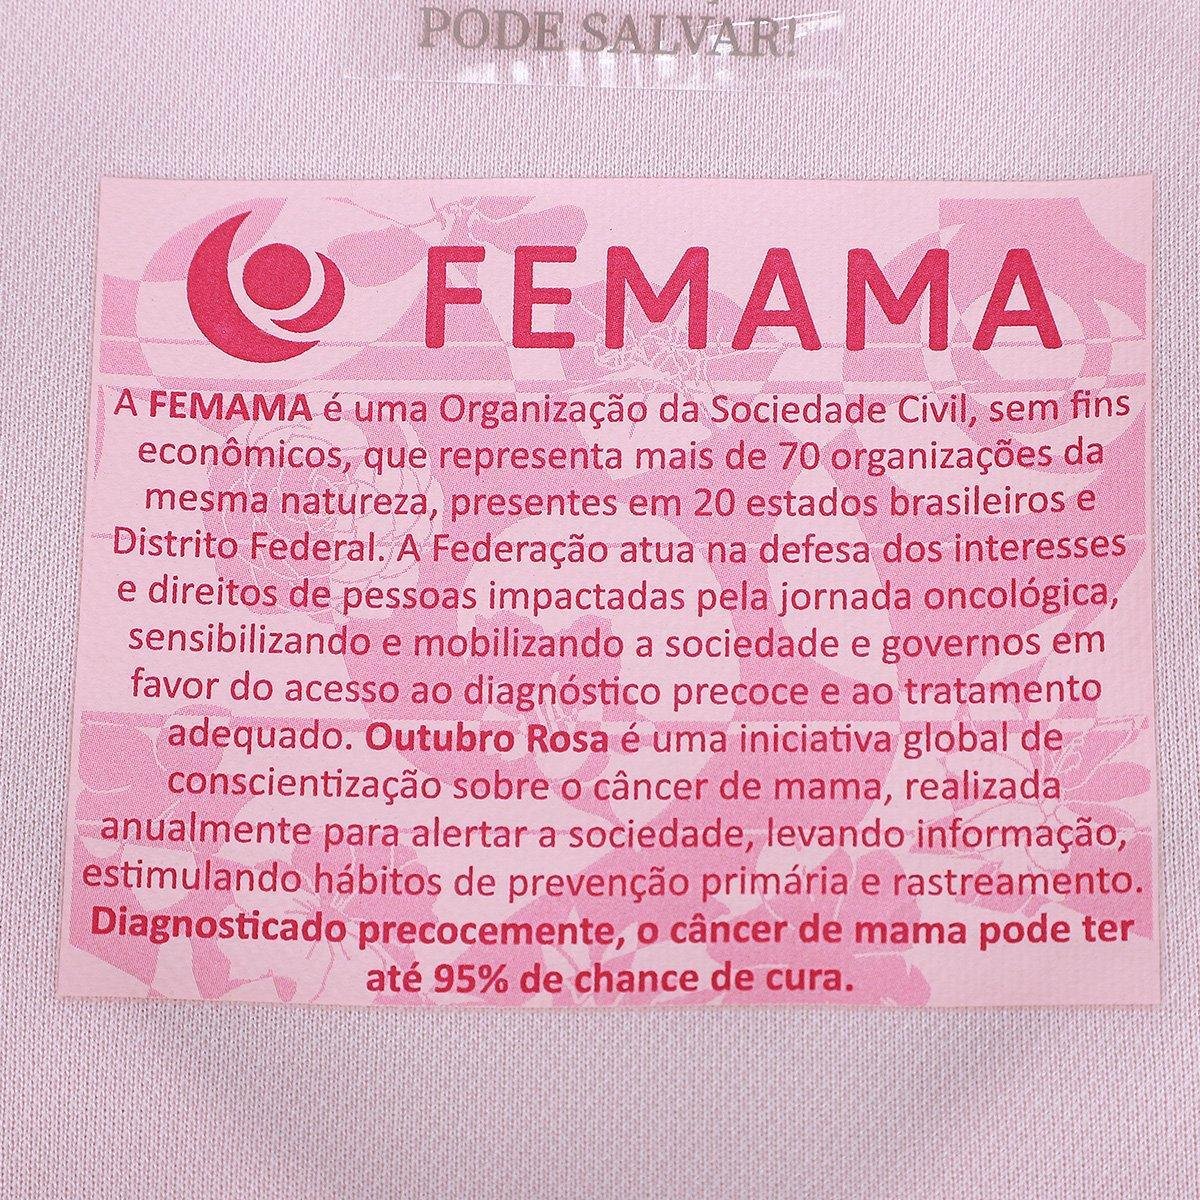 PODE SALVAR!
FEMAMA
A FEMAMA é uma Organização da Sociedade Civil, sem fins
econômicos, que representa mais de 70 organizações da
mesma natureza, presentes em 20 estados brasileiros e
Distrito Federal. A Federação atua na defesa dos interesses
e direitos de pessoas impactadas pela jornada oncológica,
sensibilizando e mobilizando a sociedade e governos em
favor do acesso ao diagnóstico precoce e ao tratamento
adequado. Outubro Rosa é uma iniciativa global de
conscientização sobre o câncer de mama, realizada
anualmente para alertar a sociedade, levando informação,
estimulando hábitos de prevenção primária e rastreamento.
Diagnosticado precocemente, o câncer de mama pode ter
até 95% de chance de cura.